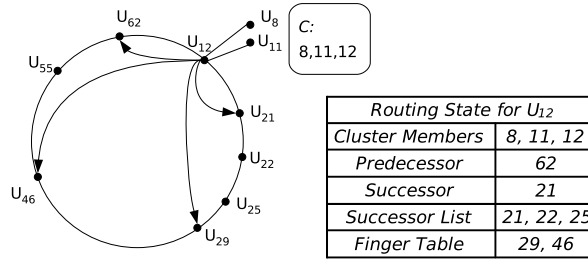 U62
U8
U12
U11
C:
8,11,12
U55
U21
U22
U46
U25
U29
Routing State for U12
Cluster Members 8, 11, 12
Predecessor 62
Successor 21
Successor List 21, 22, 25
Finger Table 29, 46